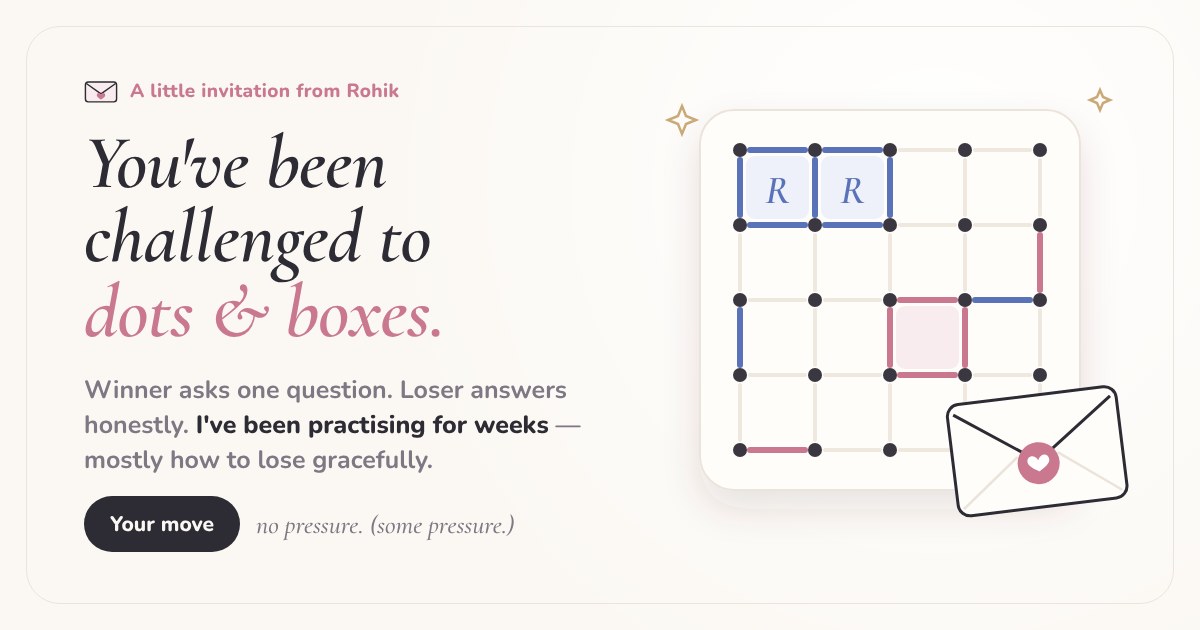 A little invitation from Rohik
You've been
challenged to
dots & boxes.
Winner asks one question. Loser answers
honestly. I've been practising for weeks —
mostly how to lose gracefully.
Your move
no pressure. (some pressure.)
R R